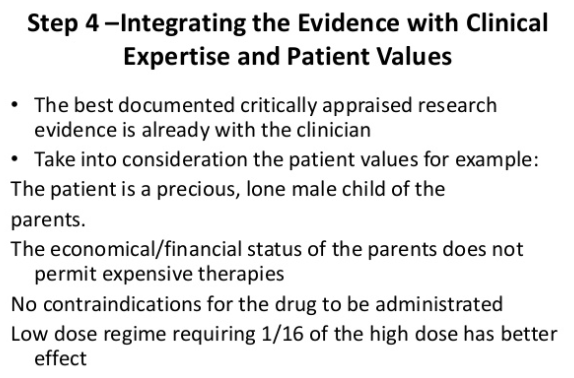 Step 4 –Integrating the Evidence with Clinical
Expertise and Patient Values
• The best documented critically appraised research
evidence is already with the clinician
• Take into consideration the patient values for example:
The patient is a precious, lone male child of the
parents.
The economical/financial status of the parents does not
permit expensive therapies
No contraindications for the drug to be administrated
Low dose regime requiring 1/16 of the high dose has better
effect